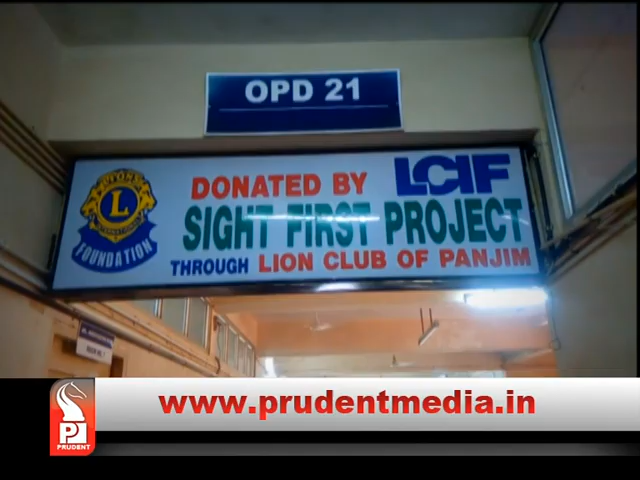 OPD 21
LIONS
L
INTERNATIONAL
FOUNDATION
DONATED BY LCIF
SIGHT FIRST PROJECT
THROUGH LION CLUB OF PANJIM
www.prudentmedia.in
P
PRUDENT